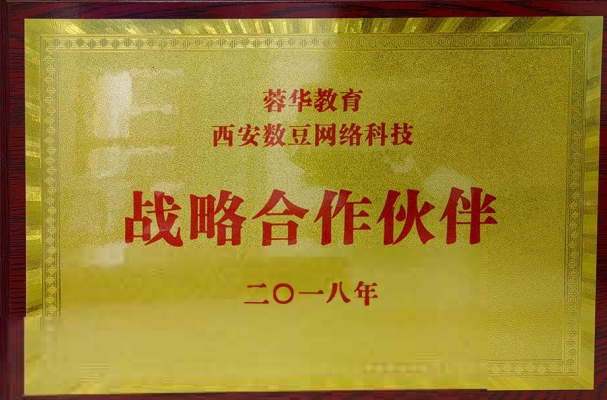 蓉华教育
西安数豆网络科技
战略合作伙伴
二〇一八年